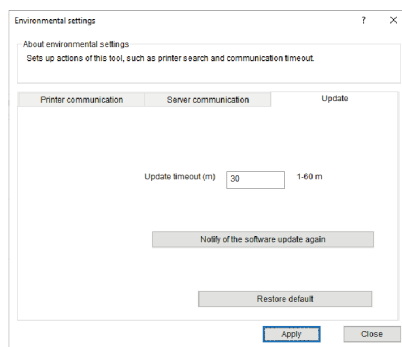 Environmental settings ? ×
About environmental settings
Sets up actions of this tool, such as printer search and communication timeout.
Printer communication Server communication Update
Update timeout (m) 30 1-60 m
Notify of the software update again
Restore default
Apply Close